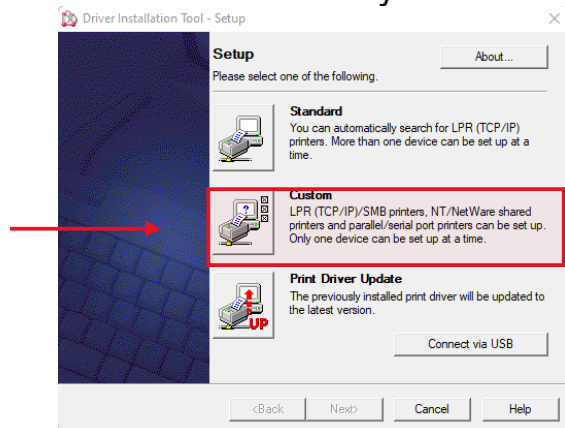 Driver Installation Tool - Setup
Setup
About...
Please select one of the following.
Standard
You can automatically search for LPR (TCP/IP)
printers. More than one device can be set up at a
time.
Custom
LPR (TCP/IP)/SMB printers, NT/NetWare shared
printers and parallel/serial port printers can be set up.
Only one device can be set up at a time.
Print Driver Update
The previously installed print driver will be updated to
the latest version.
UP
Connect via USB
<Back Next> Cancel Help